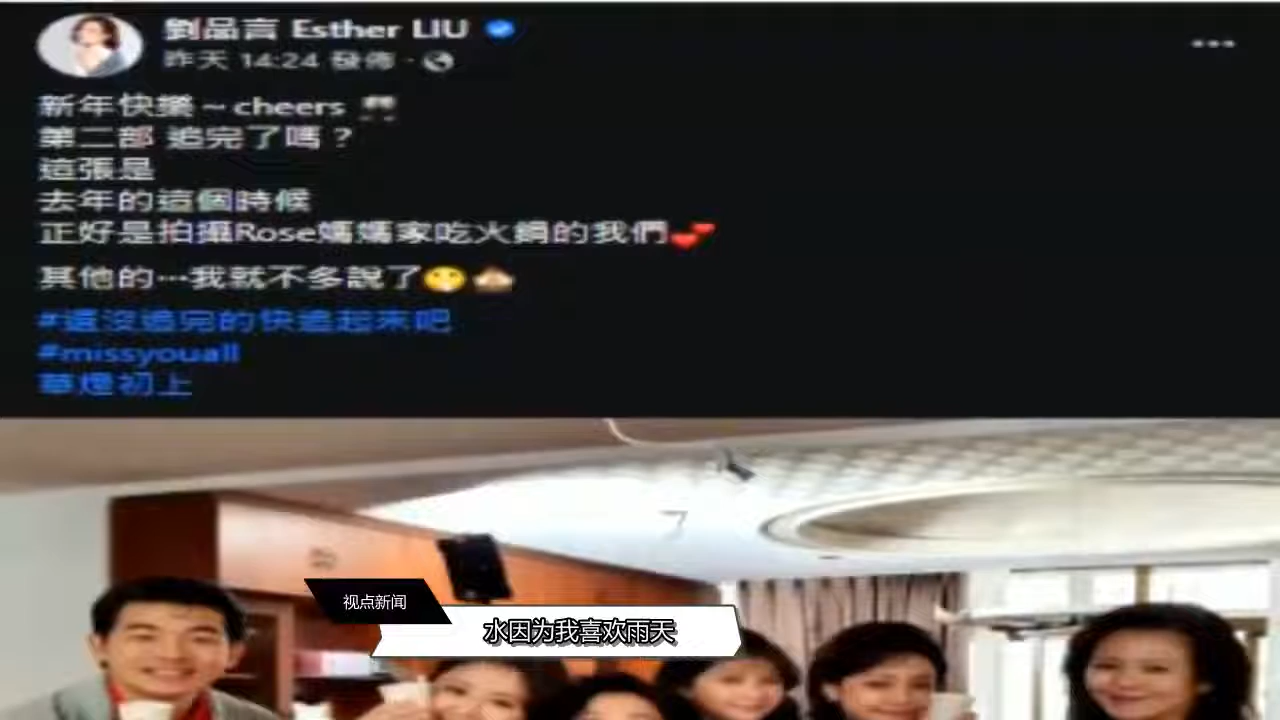 劉品言 Esther LIU
昨天 14:24 發佈 ·
新年快樂~cheers 🥂
第二部 追完了嗎?
這張是
去年的這個時候
正好是拍攝Rose媽媽家吃火鍋的我們💕
其他的…我就不多說了🤫🙈
#還沒追完的快追起來吧
#missyouall
華燈初上
视点新闻
水因为我喜欢雨天